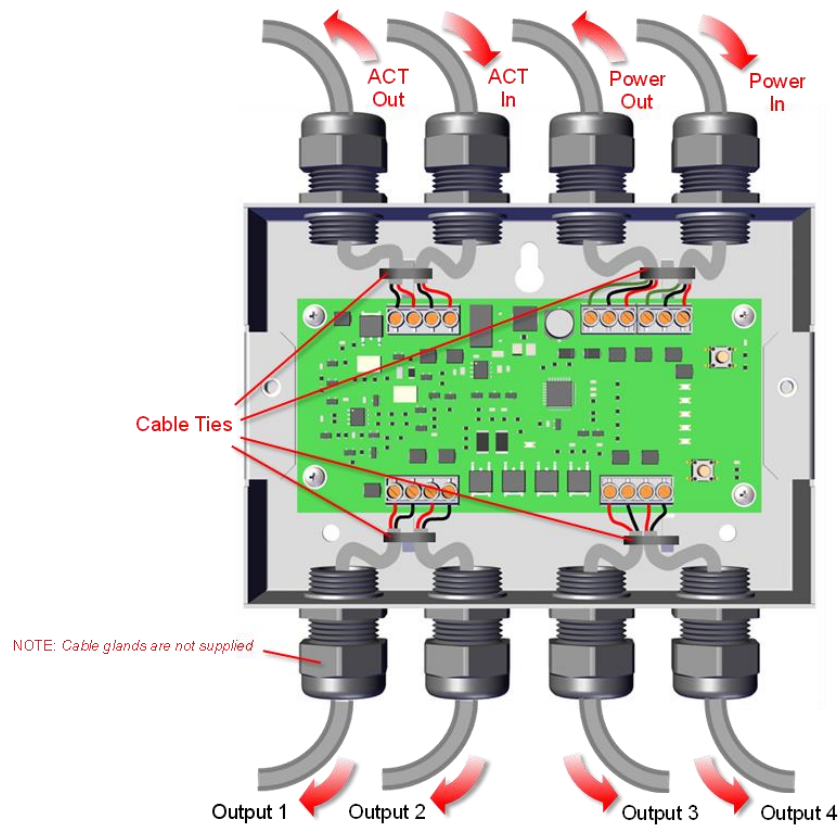 ACT
Out
ACT
In
Power
Out
Power
In
Cable Ties
NOTE: Cable glands are not supplied
Output 1
Output 2
Output 3
Output 4